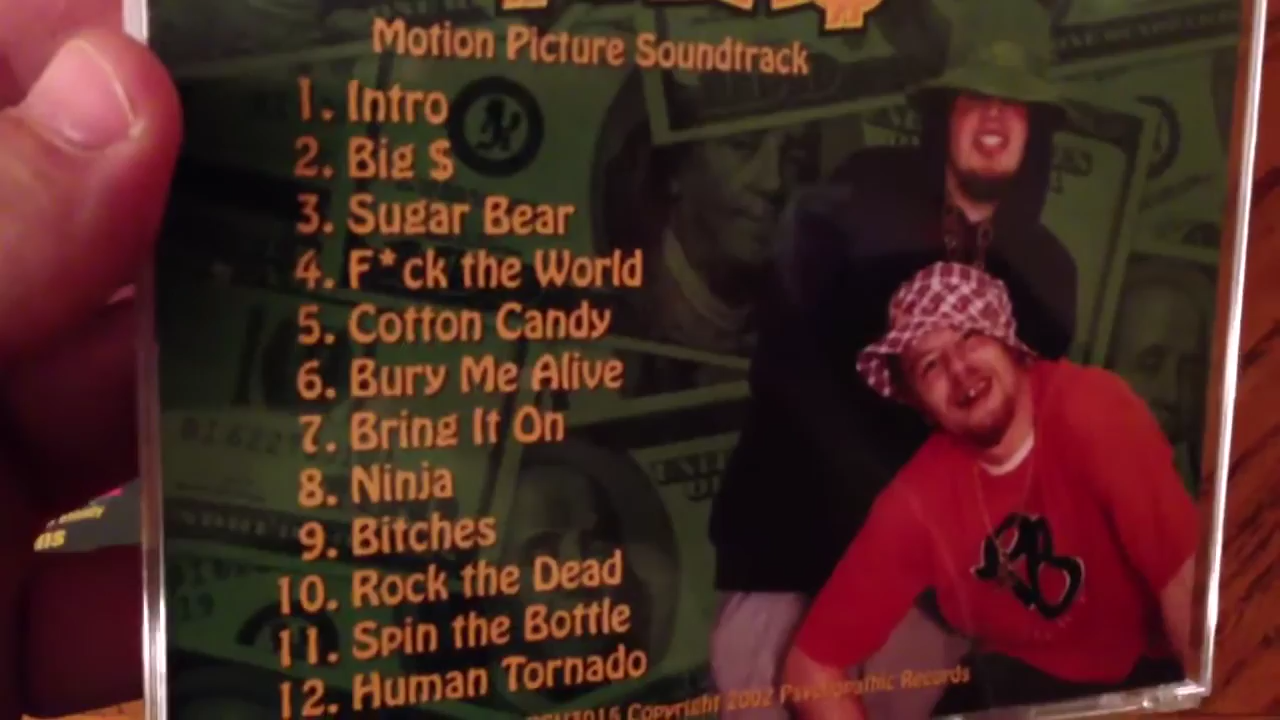 Motion Picture Soundtrack
1. Intro
2. Big $
3. Sugar Bear
4. F*ck the World
5. Cotton Candy
6. Bury Me Alive
7. Bring It On
8. Ninja
9. Bitches
10. Rock the Dead
11. Spin the Bottle
12. Human Tornado
Copyright 2002 Psychopathic Records